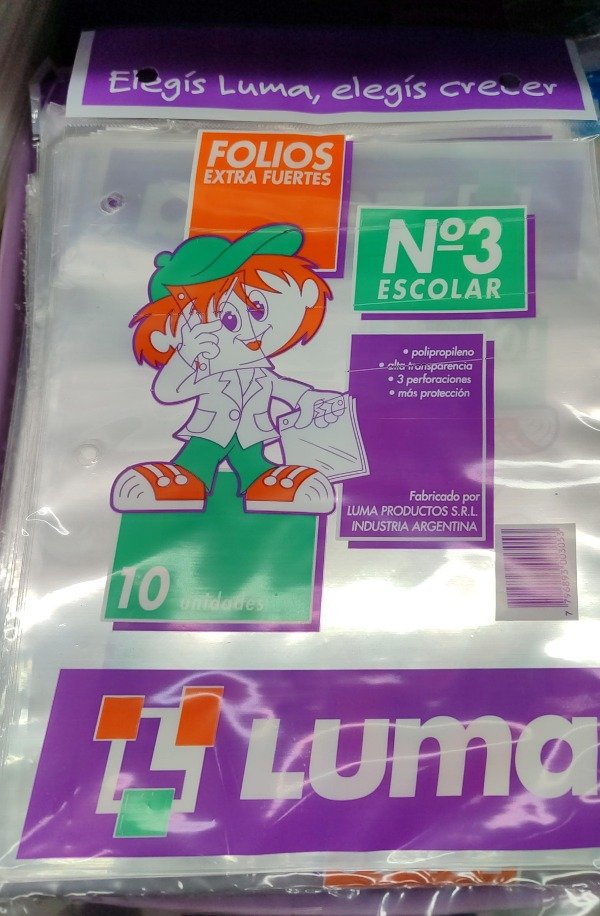 Elegís Luma, elegís crecer
FOLIOS
EXTRA FUERTES
Nº3
ESCOLAR
• polipropileno
• alta transparencia
• 3 perforaciones
• más protección
Fabricado por
LUMA PRODUCTOS S.R.L.
INDUSTRIA ARGENTINA
10 unidades
Luma